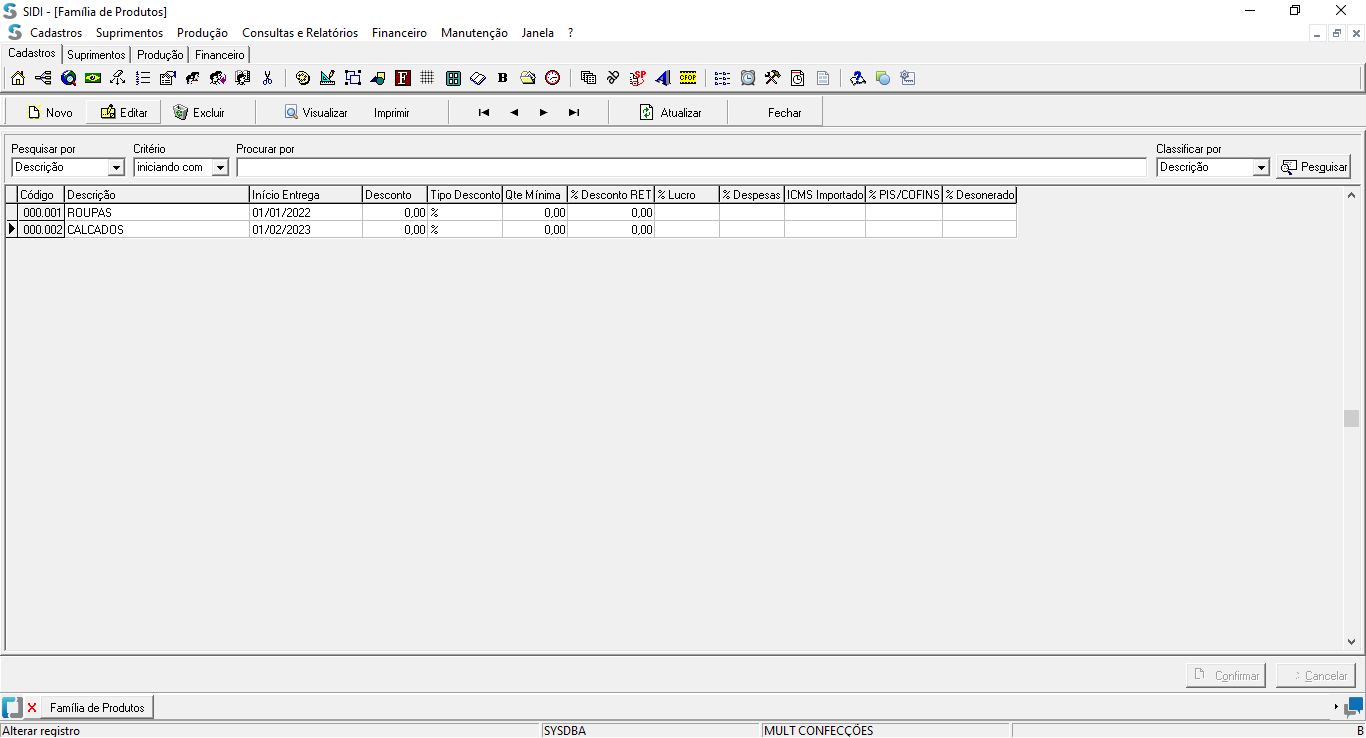 SIDI - [Família de Produtos]
Cadastros Suprimentos Produção Consultas e Relatórios Financeiro Manutenção Janela ?
Cadastros Suprimentos Produção Financeiro
F B SP CFOP
Novo Editar Excluir Visualizar Imprimir Atualizar Fechar
Pesquisar por Critério Procurar por Classificar por
Descrição iniciando com Descrição Pesquisar
Código Descrição Início Entrega Desconto Tipo Desconto Qte Mínima % Desconto RET % Lucro % Despesas ICMS Importado % PIS/COFINS % Desonerado
000.001 ROUPAS 01/01/2022 0,00 % 0,00 0,00
000.002 CALCADOS 01/02/2023 0,00 % 0,00 0,00
Confirmar Cancelar
Família de Produtos
Alterar registro SYSDBA MULT CONFECÇÕES B